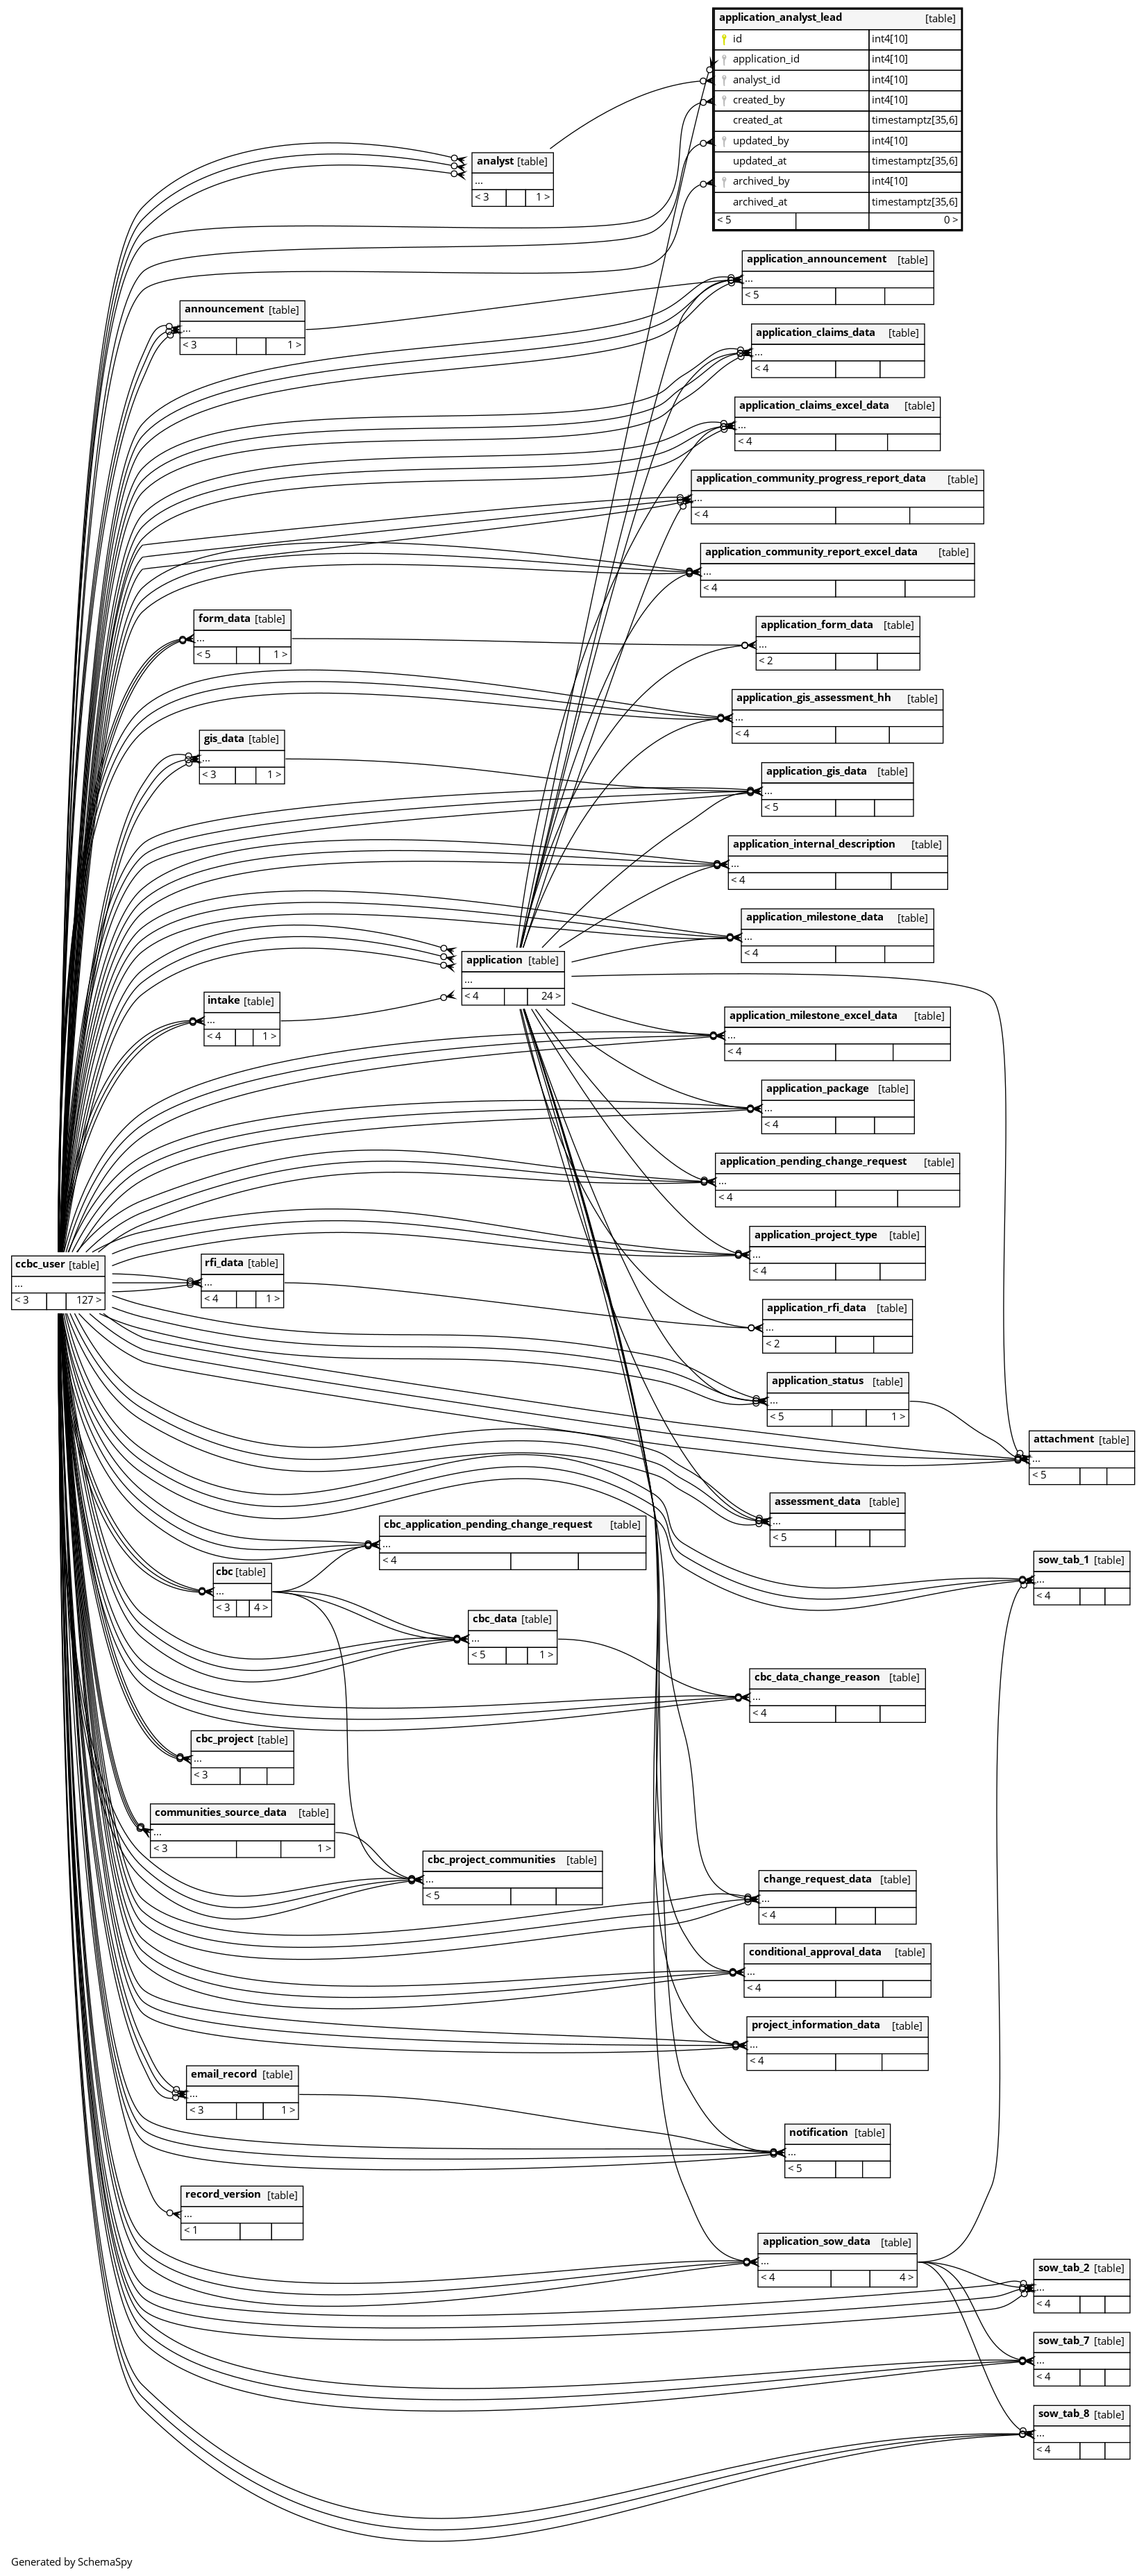 application_analyst_lead [table]
id int4[10]
application_id int4[10]
analyst_id int4[10]
created_by int4[10]
created_at timestamptz[35,6]
updated_by int4[10]
updated_at timestamptz[35,6]
archived_by int4[10]
archived_at timestamptz[35,6]
< 5 0 >
analyst [table]
...
< 3 1 >
application_announcement [table]
...
< 5
announcement [table]
...
< 3 1 >
application_claims_data [table]
...
< 4
application_claims_excel_data [table]
...
< 4
application_community_progress_report_data [table]
...
< 4
application_community_report_excel_data [table]
...
< 4
form_data [table]
...
< 5 1 >
application_form_data [table]
...
< 2
application_gis_assessment_hh [table]
...
< 4
gis_data [table]
...
< 3 1 >
application_gis_data [table]
...
< 5
application_internal_description [table]
...
< 4
application_milestone_data [table]
...
< 4
application [table]
...
< 4 24 >
intake [table]
...
< 4 1 >
application_milestone_excel_data [table]
...
< 4
application_package [table]
...
< 4
application_pending_change_request [table]
...
< 4
application_project_type [table]
...
< 4
ccbc_user [table]
...
< 3 127 >
rfi_data [table]
...
< 4 1 >
application_rfi_data [table]
...
< 2
application_status [table]
...
< 5 1 >
attachment [table]
...
< 5
assessment_data [table]
...
< 5
cbc_application_pending_change_request [table]
...
< 4
sow_tab_1 [table]
...
< 4
cbc [table]
...
< 3 4 >
cbc_data [table]
...
< 5 1 >
cbc_data_change_reason [table]
...
< 4
cbc_project [table]
...
< 3
communities_source_data [table]
...
< 3 1 >
cbc_project_communities [table]
...
< 5
change_request_data [table]
...
< 4
conditional_approval_data [table]
...
< 4
project_information_data [table]
...
< 4
email_record [table]
...
< 3 1 >
notification [table]
...
< 5
record_version [table]
...
< 1
application_sow_data [table]
...
< 4 4 >
sow_tab_2 [table]
...
< 4
sow_tab_7 [table]
...
< 4
sow_tab_8 [table]
...
< 4
Generated by SchemaSpy